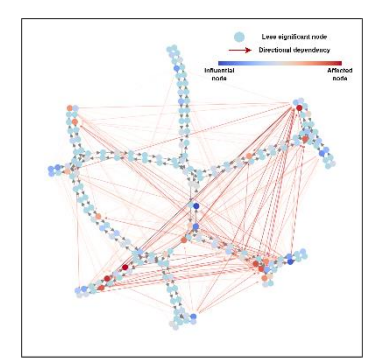 Less significant node
Directional dependency
Influential node
Affected node